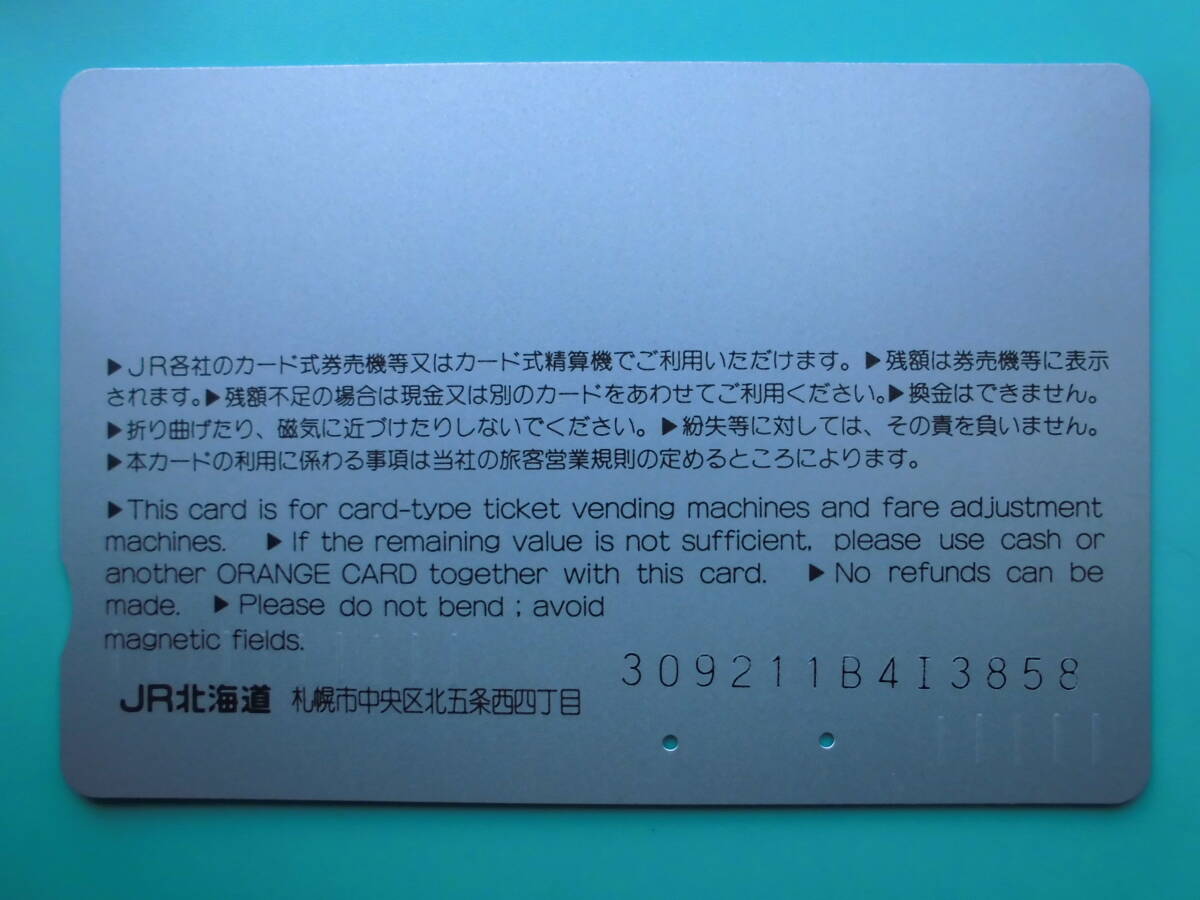 ▶JR各社のカード式券売機等又はカード式精算機でご利用いただけます。▶残額は券売機等に表示
されます。▶残額不足の場合は現金又は別のカードをあわせてご利用ください。▶換金はできません。
▶折り曲げたり、磁気に近づけたりしないでください。▶紛失等に対しては、その責を負いません。
▶本カードの利用に係わる事項は当社の旅客営業規則の定めるところによります。
▶This card is for card-type ticket vending machines and fare adjustment
machines. ▶If the remaining value is not sufficient, please use cash or
another ORANGE CARD together with this card. ▶No refunds can be
made. ▶Please do not bend ; avoid
magnetic fields.
309211B4I3858
JR北海道 札幌市中央区北五条西四丁目